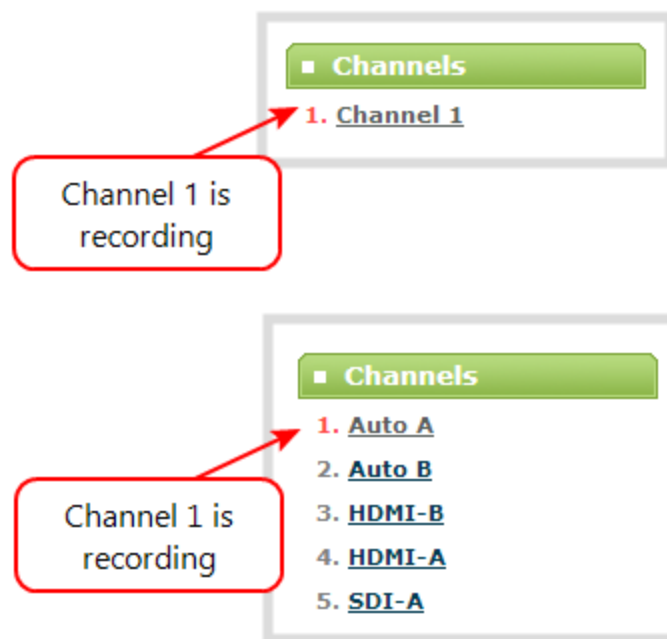 Channels
1. Channel 1
Channel 1 is
recording
Channels
1. Auto A
2. Auto B
3. HDMI-B
4. HDMI-A
5. SDI-A
Channel 1 is
recording